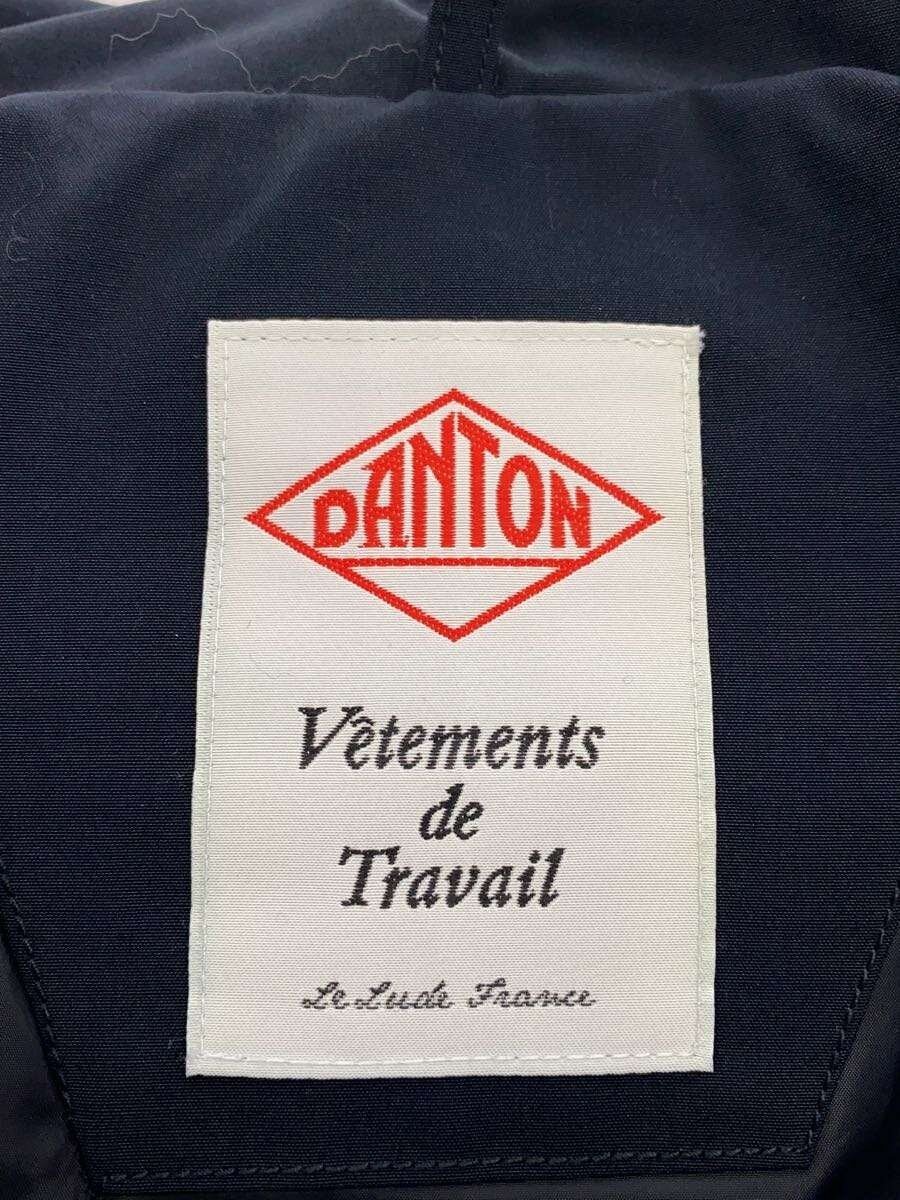 DANTON
Vêtements
de
Travail
Le Lude France